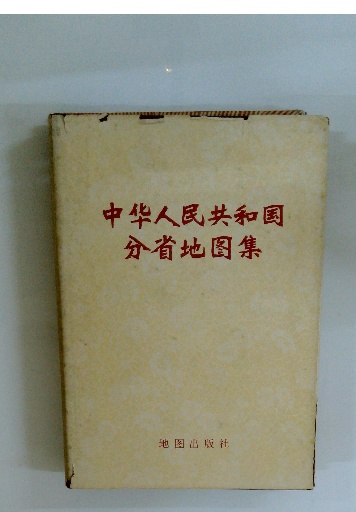 中华人民共和国
分省地图集
地图出版社